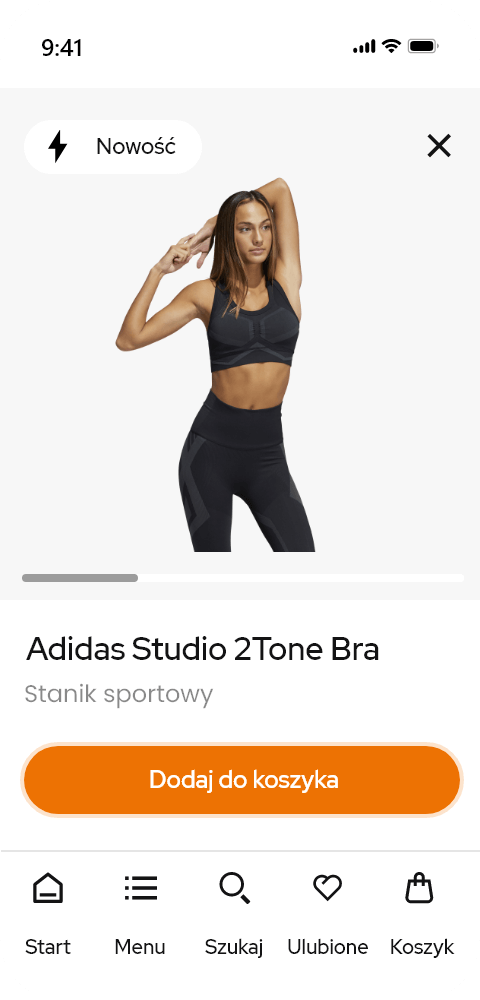 9:41
Nowość
Adidas Studio 2Tone Bra
Stanik sportowy
Dodaj do koszyka
Start Menu Szukaj Ulubione Koszyk